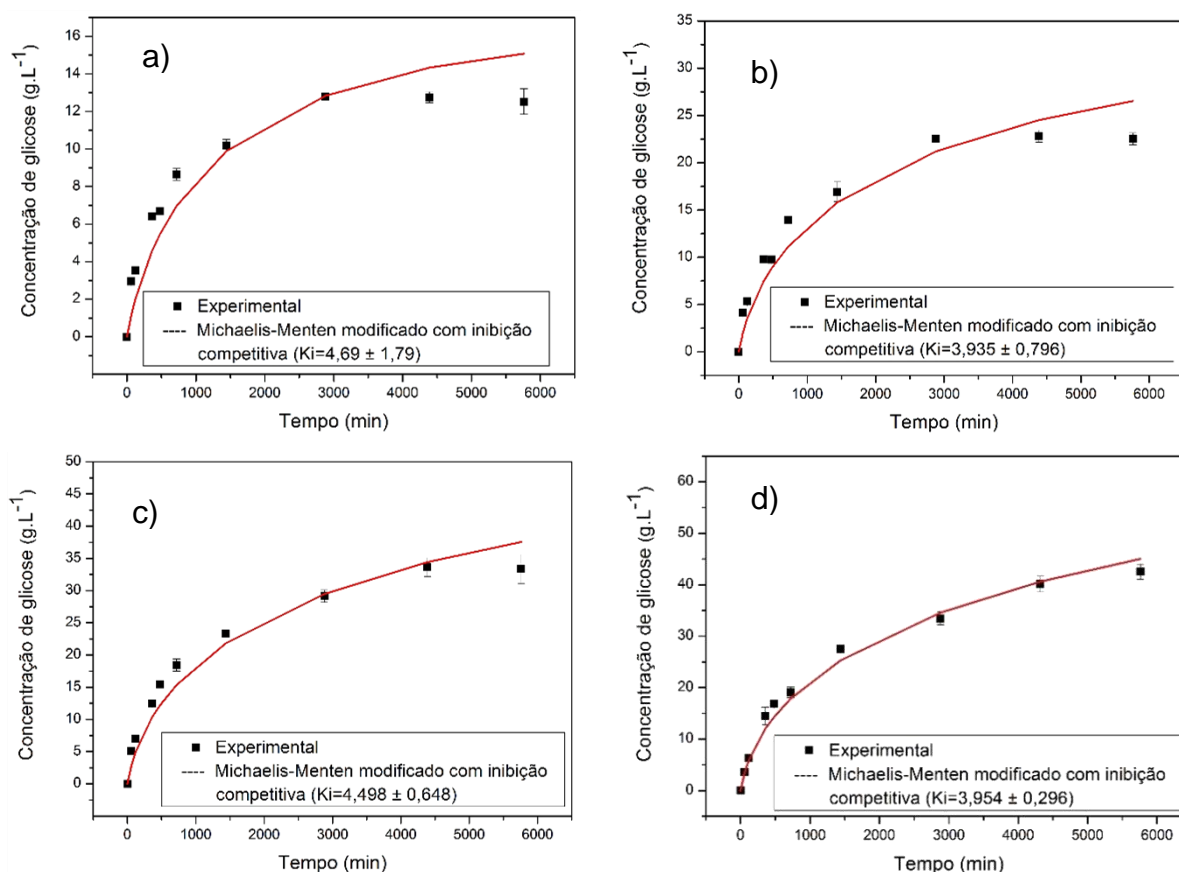 a)
Concentração de glicose (g.L⁻¹)
16
14
12
10
8
6
4
2
0
Experimental
Michaelis-Menten modificado com inibição
competitiva (Ki=4,69 ± 1,79)
0 1000 2000 3000 4000 5000 6000
Tempo (min)
b)
Concentração de glicose (g.L⁻¹)
35
30
25
20
15
10
5
0
Experimental
Michaelis-Menten modificado com inibição
competitiva (Ki=3,935 ± 0,796)
0 1000 2000 3000 4000 5000 6000
Tempo (min)
c)
Concentração de glicose (g.L⁻¹)
50
45
40
35
30
25
20
15
10
5
0
Experimental
Michaelis-Menten modificado com inibição
competitiva (Ki=4,498 ± 0,648)
0 1000 2000 3000 4000 5000 6000
Tempo (min)
d)
Concentração de glicose (g.L⁻¹)
60
50
40
30
20
10
0
Experimental
Michaelis-Menten modificado com inibição
competitiva (Ki=3,954 ± 0,296)
0 1000 2000 3000 4000 5000 6000
Tempo (min)